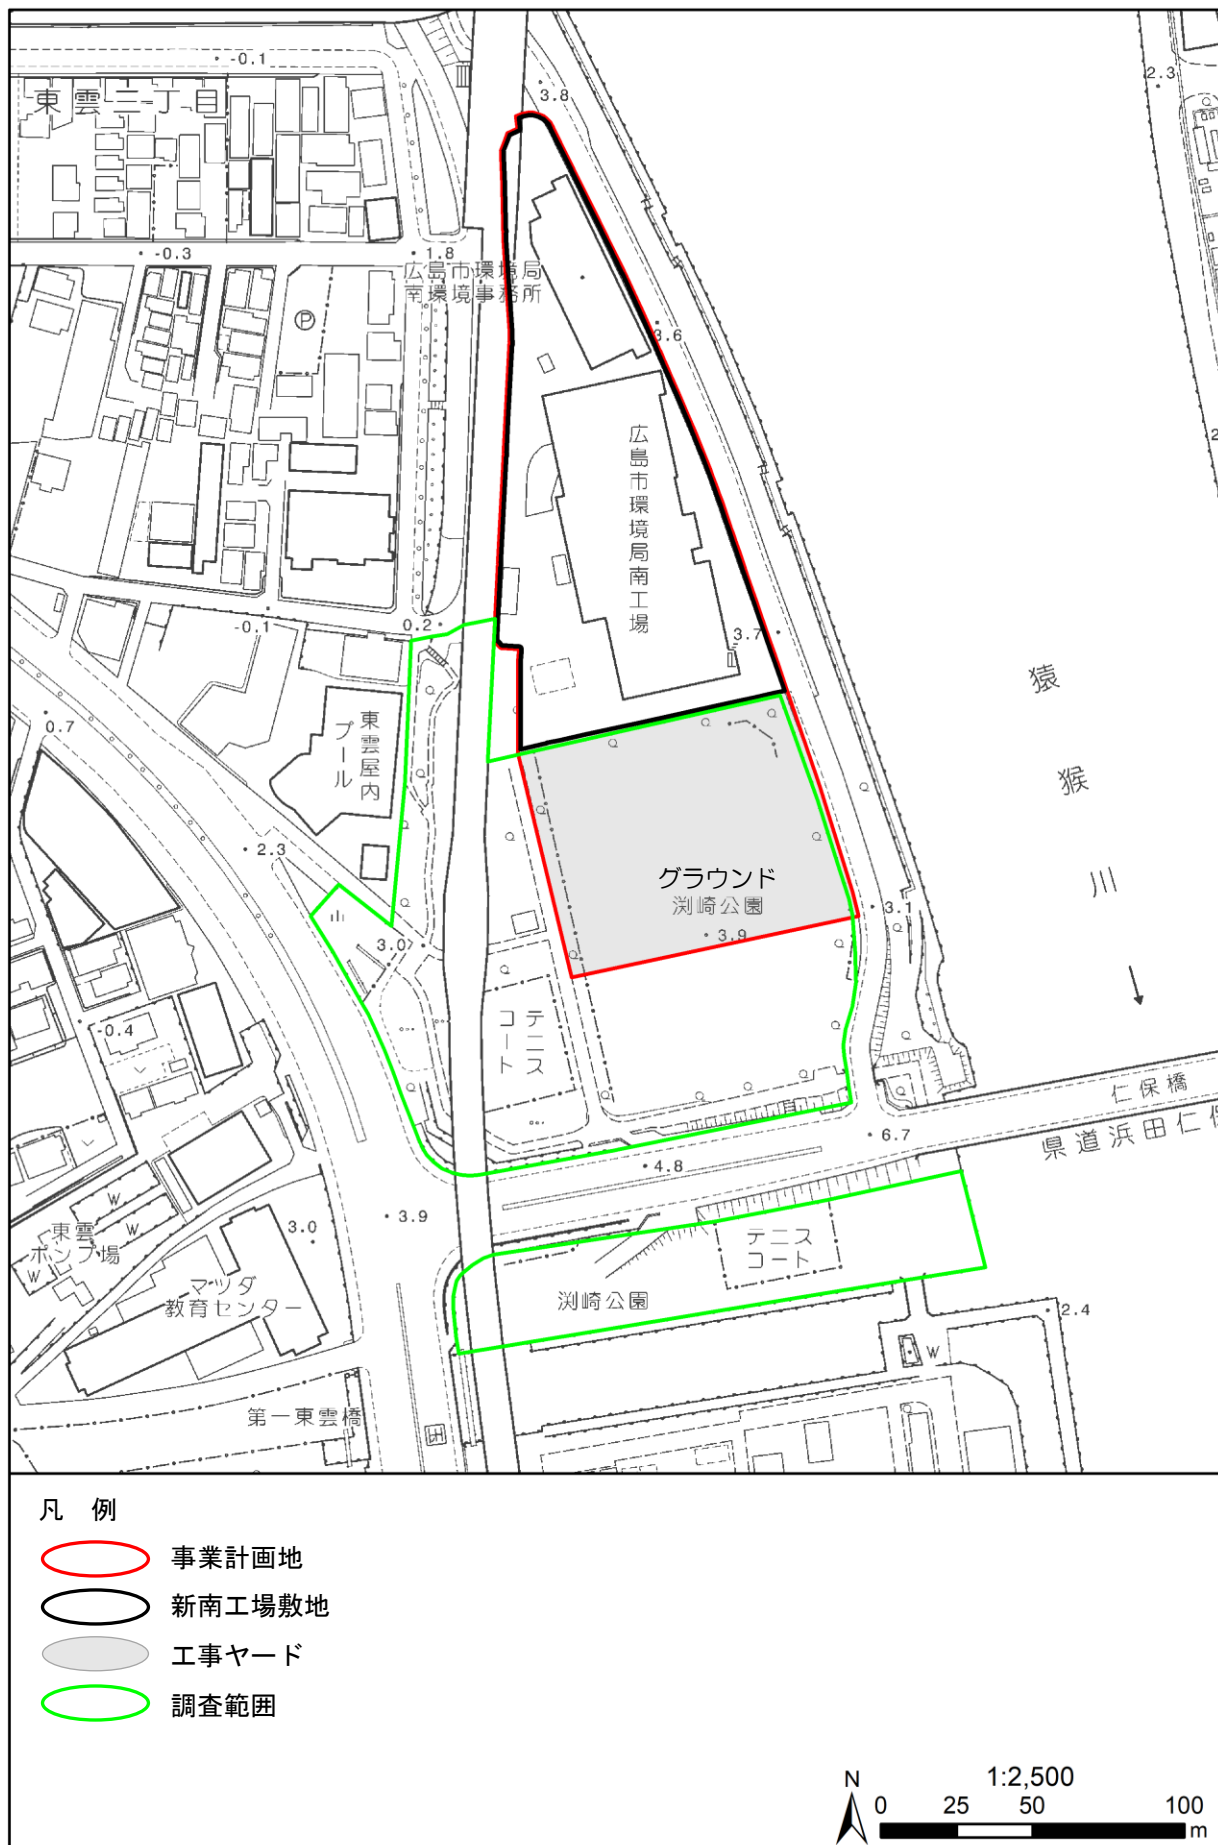 -0.1
2.3
東雲二丁目
3.8
-0.3
1.8
広島市環境局
南環境事務所
P
3.6
広島市環境局南工場
-0.1
0.2
3.7
猿猴川
0.7
東雲屋内
プール
2.3
グラウンド
渕崎公園
3.1
3.9
3.0
テニス
コート
-0.4
仁保橋
6.7
県道浜田仁保
4.8
W
W
3.9
3.0
東雲
ポンプ場
W
テニス
コート
マツダ
教育センター
渕崎公園
2.4
W
第一東雲橋
凡 例
事業計画地
新南工場敷地
工事ヤード
調査範囲
N
1:2,500
0 25 50 100
m